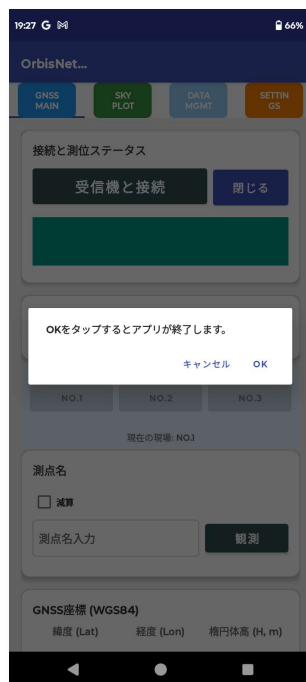 19:27 G 66%
OrbisNet...
GNSS MAIN
SKY PLOT
DATA MGMT
SETTIN GS
接続と測位ステータス
受信機と接続 閉じる
OKをタップするとアプリが終了します。
キャンセル OK
NO.1 NO.2 NO.3
現在の現場: NO.1
測点名
減算
測点名入力 観測
GNSS座標 (WGS84)
緯度 (Lat) 経度 (Lon) 楕円体高 (H, m)